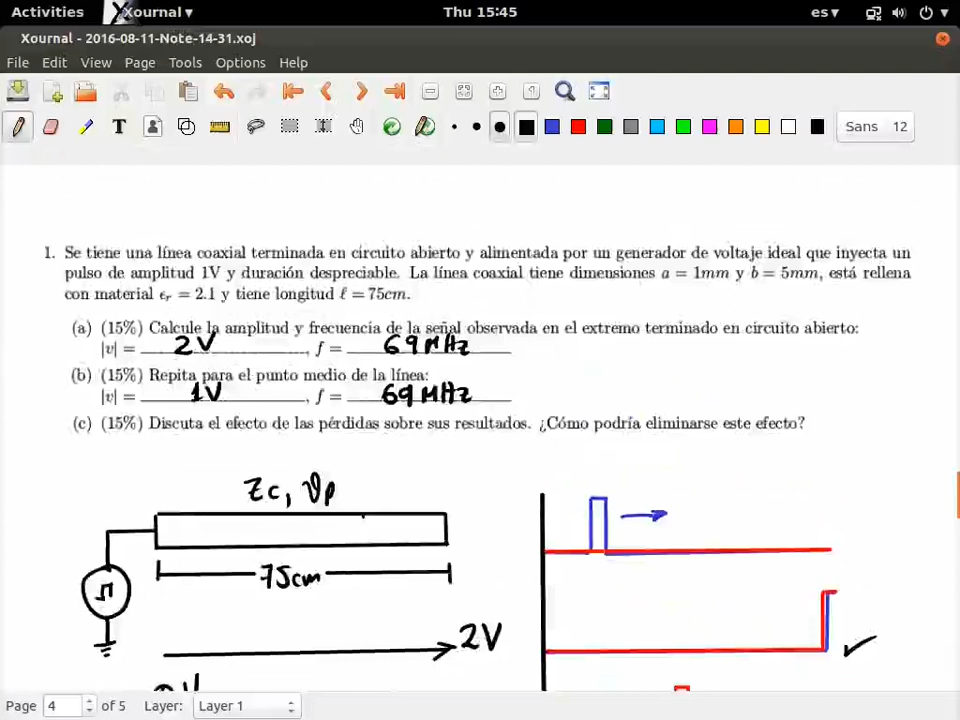 Activities Xournal ▾ Thu 15:45 es ▾
Xournal - 2016-08-11-Note-14-31.xoj
File Edit View Page Tools Options Help
Sans 12
1. Se tiene una línea coaxial terminada en circuito abierto y alimentada por un generador de voltaje ideal que inyecta un
pulso de amplitud 1V y duración despreciable. La línea coaxial tiene dimensiones a = 1mm y b = 5mm, está rellena
con material ϵr = 2.1 y tiene longitud ℓ = 75cm.
(a) (15%) Calcule la amplitud y frecuencia de la señal observada en el extremo terminado en circuito abierto:
|v| = 2V , f = 69 MHz
(b) (15%) Repita para el punto medio de la línea:
|v| = 1V , f = 69 MHz
(c) (15%) Discuta el efecto de las pérdidas sobre sus resultados. ¿Cómo podría eliminarse este efecto?
Zc, ϑp
75cm
2V
Page 4 of 5 Layer: Layer 1